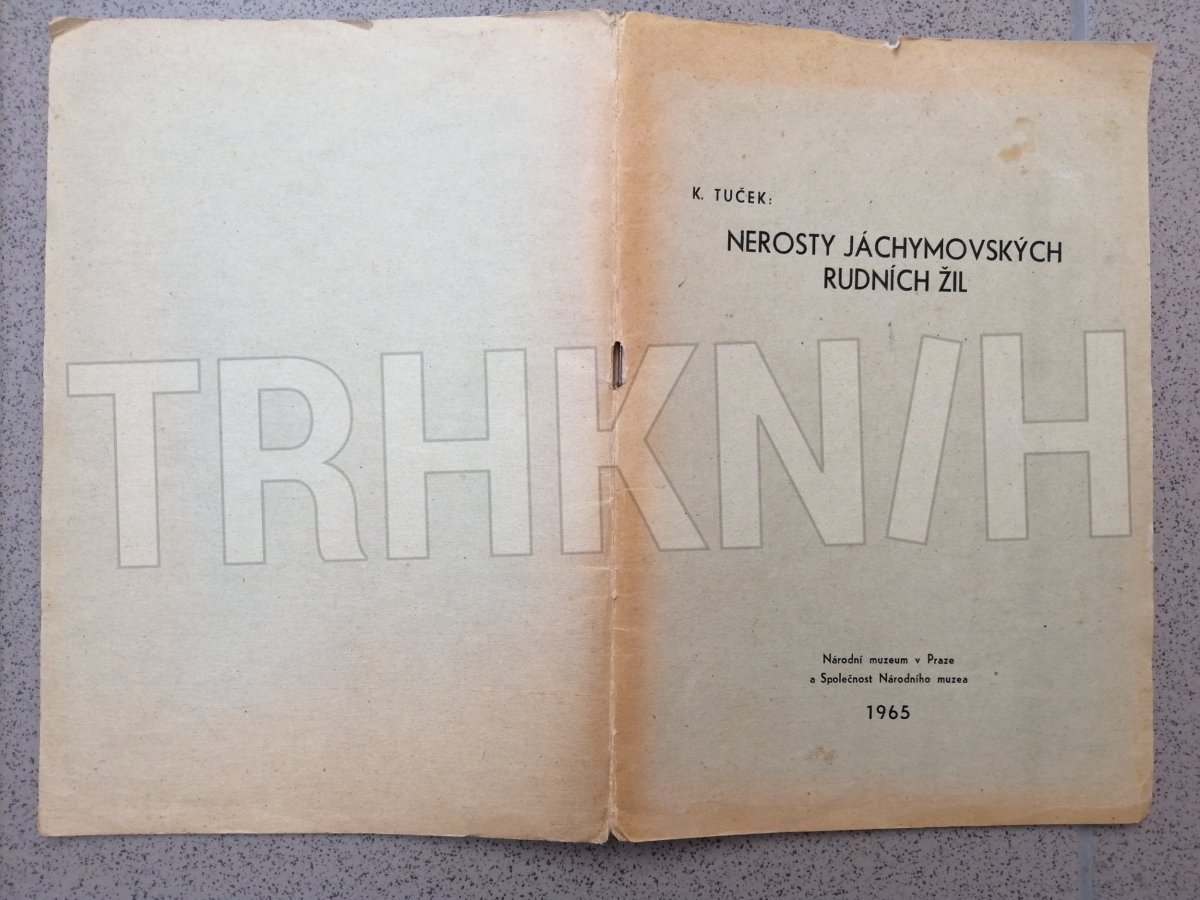 K. TUČEK:
NEROSTY JÁCHYMOVSKÝCH
RUDNÍCH ŽIL
TRHKNIH
Národní muzeum v Praze
a Společnost Národního muzea
1965